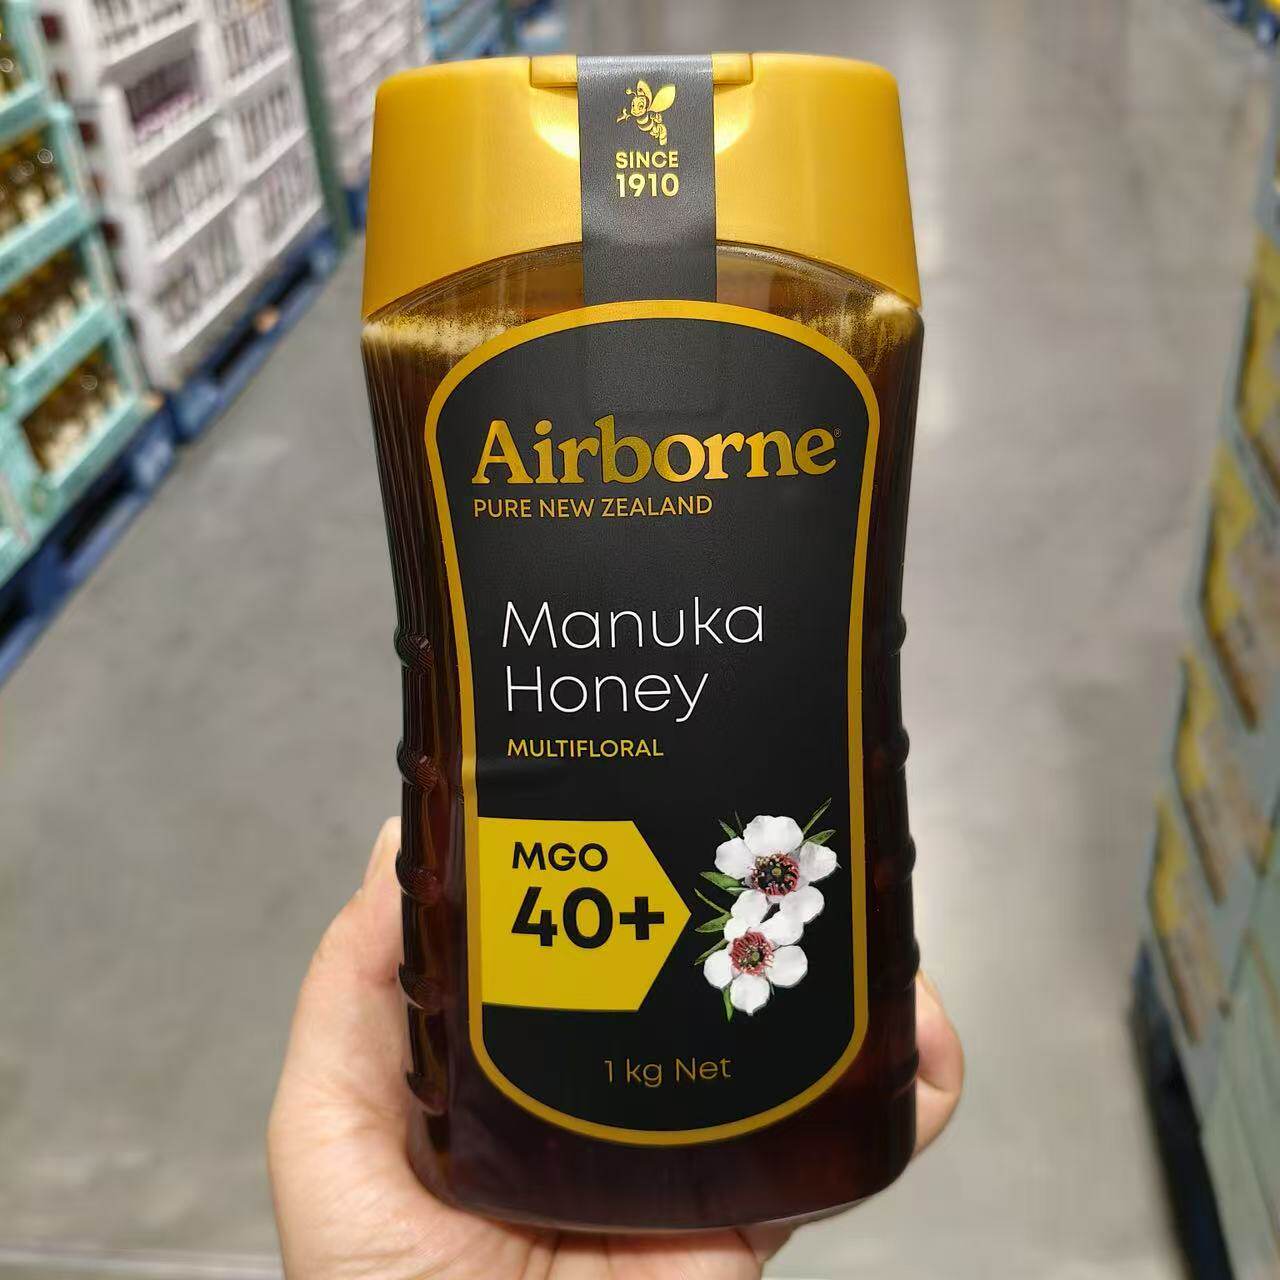 SINCE
1910
Airborne®
PURE NEW ZEALAND
Manuka
Honey
MULTIFLORAL
MGO
40+
1 kg Net